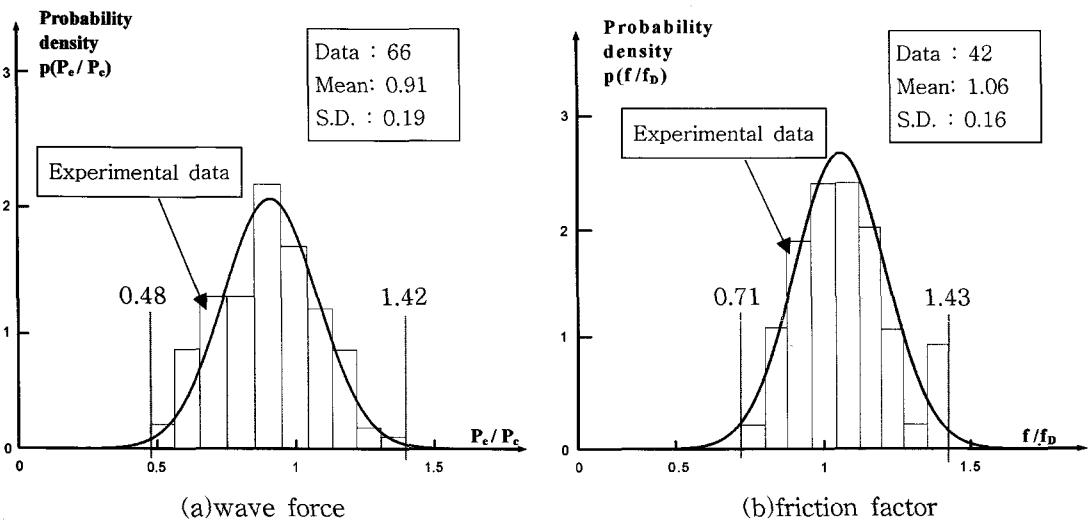 Probability
density
p(Pe/Pc)
Data : 66
Mean: 0.91
S.D. : 0.19
Experimental data
0.48
1.42
3
2
1
0
0
0.5
1
1.5
Pe/Pc
(a)wave force
Probability
density
p(f/fD)
Data : 42
Mean: 1.06
S.D. : 0.16
Experimental data
0.71
1.43
3
2
1
0
0
0.5
1
1.5
f/fD
(b)friction factor